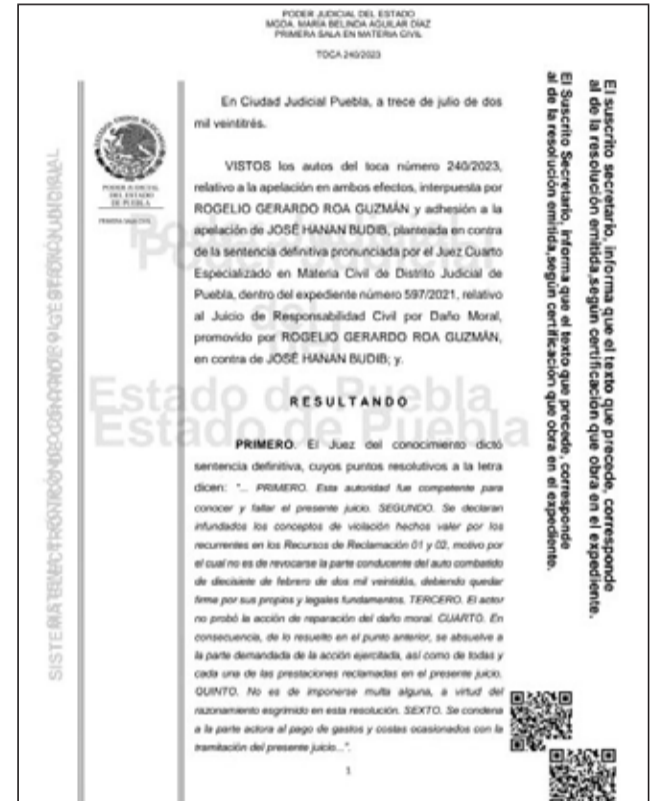 PODER JUDICIAL DEL ESTADO
MGDA. MARÍA BELINDA AGUILAR DÍAZ
PRIMERA SALA EN MATERIA CIVIL
TOCA 240/2023
En Ciudad Judicial Puebla, a trece de julio de dos
mil veintitrés.
VISTOS los autos del toca número 240/2023,
relativo a la apelación en ambos efectos, interpuesta por
ROGELIO GERARDO ROA GUZMÁN y adhesión a la
apelación de JOSÉ HANAN BUDIB, planteada en contra
de la sentencia definitiva pronunciada por el Juez Cuarto
Especializado en Materia Civil de Distrito Judicial de
Puebla, dentro del expediente número 597/2021, relativo
al Juicio de Responsabilidad Civil por Daño Moral,
promovido por ROGELIO GERARDO ROA GUZMÁN,
en contra de JOSÉ HANAN BUDIB; y.
RESULTANDO
PRIMERO. El Juez del conocimiento dictó
sentencia definitiva, cuyos puntos resolutivos a la letra
dicen: "... PRIMERO. Esta autoridad fue competente para
conocer y fallar el presente juicio. SEGUNDO. Se declaran
infundados los conceptos de violación hechos valer por los
recurrentes en los Recursos de Reclamación 01 y 02, motivo por
el cual no es de revocarse la parte conducente del auto combatido
de diecisiete de febrero de dos mil veintidós, debiendo quedar
firme por sus propios y legales fundamentos. TERCERO. El actor
no probó la acción de reparación del daño moral. CUARTO. En
consecuencia, de lo resuelto en el punto anterior, se absuelve a
la parte demandada de la acción ejercitada, así como de todas y
cada una de las prestaciones reclamadas en el presente juicio.
QUINTO. No es de imponerse multa alguna, a virtud del
razonamiento esgrimido en esta resolución. SEXTO. Se condena
a la parte actora al pago de gastos y costas ocasionados con la
tramitación del presente juicio...".
1
PODER JUDICIAL
DEL ESTADO
DE PUEBLA
PRIMERA SALA CIVIL
Estado de Puebla
Estado de Puebla
El suscrito secretario, informa que el texto que precede, corresponde
al de la resolución emitida,según certificación que obra en el expediente.
El Suscrito Secretario, informa que el texto que precede, corresponde
al de la resolución emitida,según certificación que obra en el expediente.